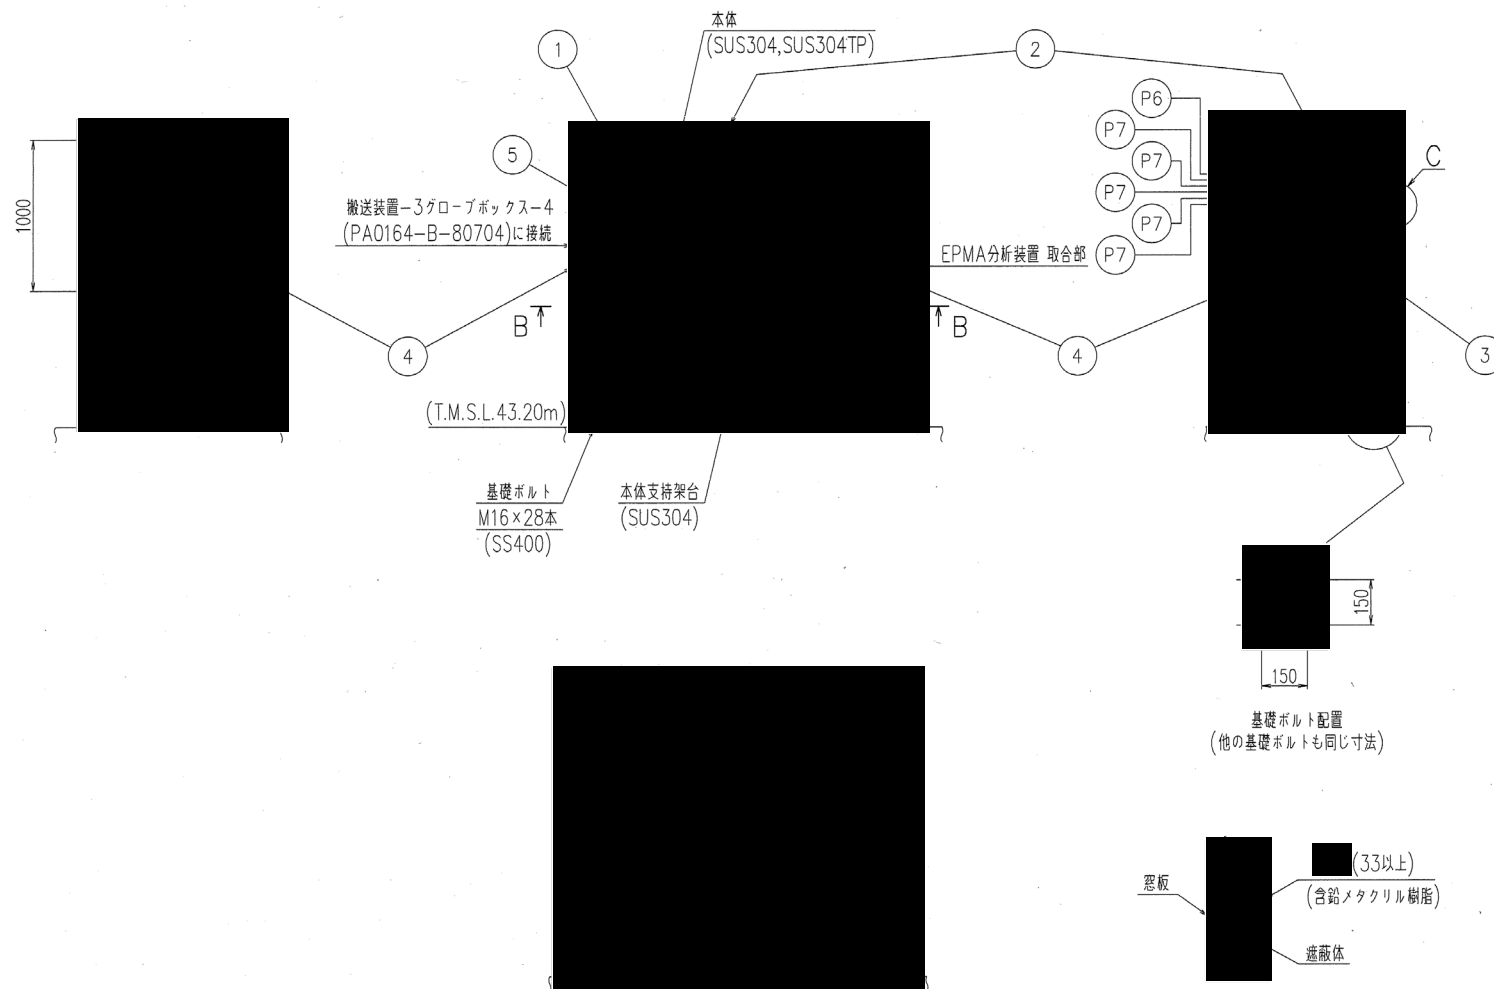 本体
(SUS304,SUS304TP)
1
2
P6
P7
P7
P7
P7
P7
C
5
1000
搬送装置-3グローブボックス-4
(PA0164-B-80704)に接続
EPMA分析装置 取合部
B
B
4
4
3
(T.M.S.L.43.20m)
基礎ボルト
M16×28本
(SS400)
本体支持架台
(SUS304)
150
150
基礎ボルト配置
(他の基礎ボルトも同じ寸法)
窓板
(33以上)
(含鉛メタクリル樹脂)
遮蔽体